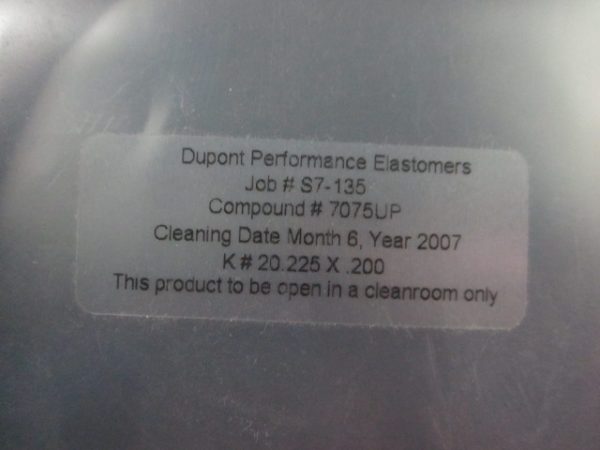 Dupont Performance Elastomers
Job # S7-135
Compound # 7075UP
Cleaning Date Month 6, Year 2007
K # 20.225 X .200
This product to be open in a cleanroom only